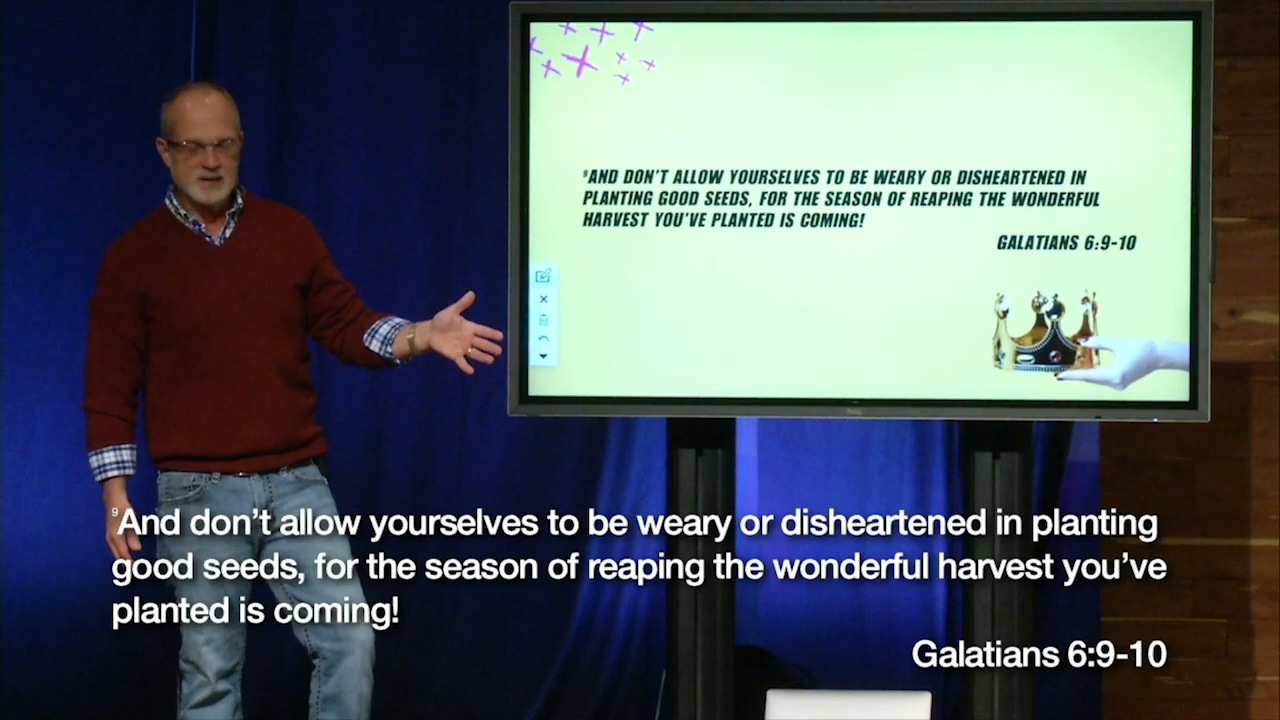 ⁹AND DON'T ALLOW YOURSELVES TO BE WEARY OR DISHEARTENED IN
PLANTING GOOD SEEDS, FOR THE SEASON OF REAPING THE WONDERFUL
HARVEST YOU'VE PLANTED IS COMING!
GALATIANS 6:9-10
⁹And don't allow yourselves to be weary or disheartened in planting
good seeds, for the season of reaping the wonderful harvest you've
planted is coming!
Galatians 6:9-10